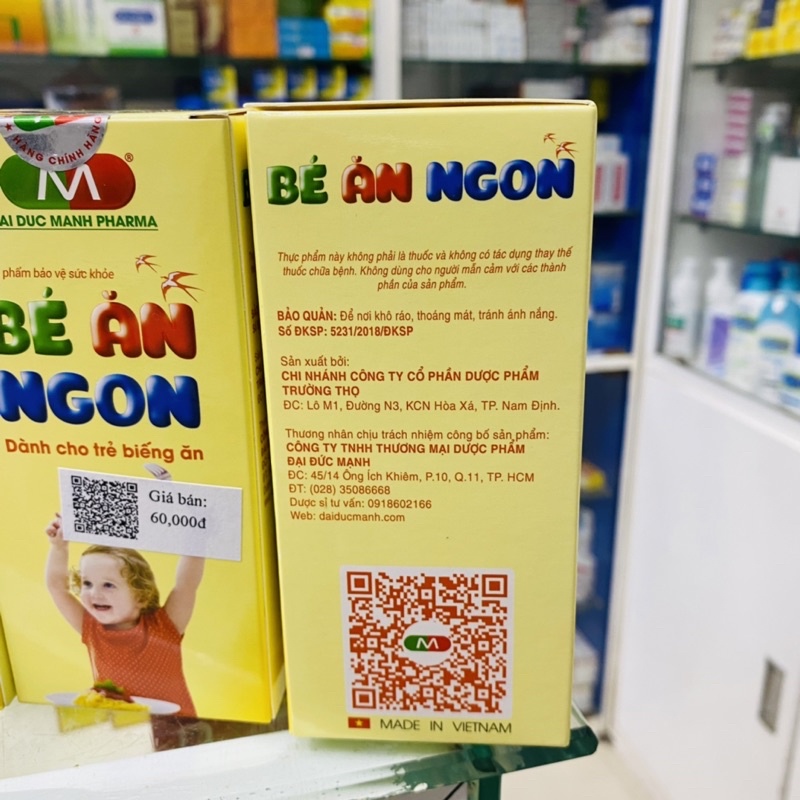 HÀNG CHÍNH HÃNG
M
ĐẠI DUC MANH PHARMA
phẩm bảo vệ sức khỏe
BÉ ĂN
NGON
Dành cho trẻ biếng ăn
Giá bán:
60,000đ
BÉ ĂN NGON
Thực phẩm này không phải là thuốc và không có tác dụng thay thế
thuốc chữa bệnh. Không dùng cho người mẫn cảm với các thành
phần của sản phẩm.
BẢO QUẢN: Để nơi khô ráo, thoáng mát, tránh ánh nắng.
Số ĐKSP: 5231/2018/ĐKSP
Sản xuất bởi:
CHI NHÁNH CÔNG TY CỔ PHẦN DƯỢC PHẨM
TRƯỜNG THỌ
ĐC: Lô M1, Đường N3, KCN Hòa Xá, TP. Nam Định.
Thương nhân chịu trách nhiệm công bố sản phẩm:
CÔNG TY TNHH THƯƠNG MẠI DƯỢC PHẨM
ĐẠI ĐỨC MẠNH
ĐC: 45/14 Ông Ích Khiêm, P.10, Q.11, TP. HCM
ĐT: (028) 35086668
Dược sĩ tư vấn: 0918602166
Web: daiducmanh.com
M
MADE IN VIETNAM